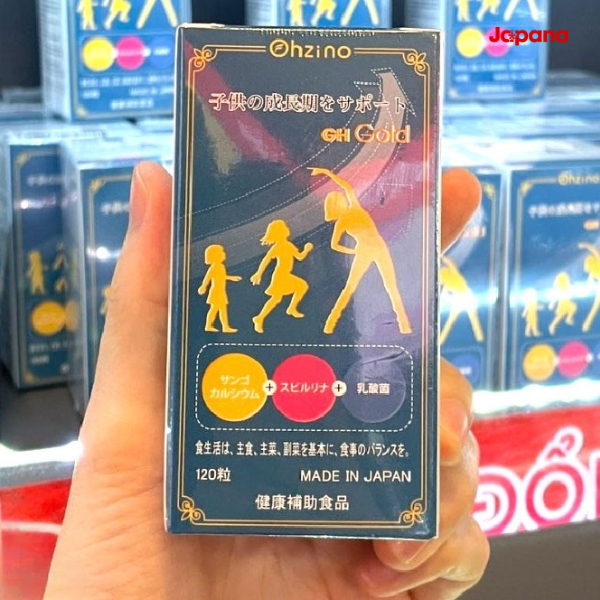 Japana
Ohzino
子供の成長期をサポート
GH Gold
サンゴ
カルシウム
+
スピルリナ
+
乳酸菌
食生活は、主食、主菜、副菜を基本に、食事のバランスを。
120粒
MADE IN JAPAN
健康補助食品
Ohzino